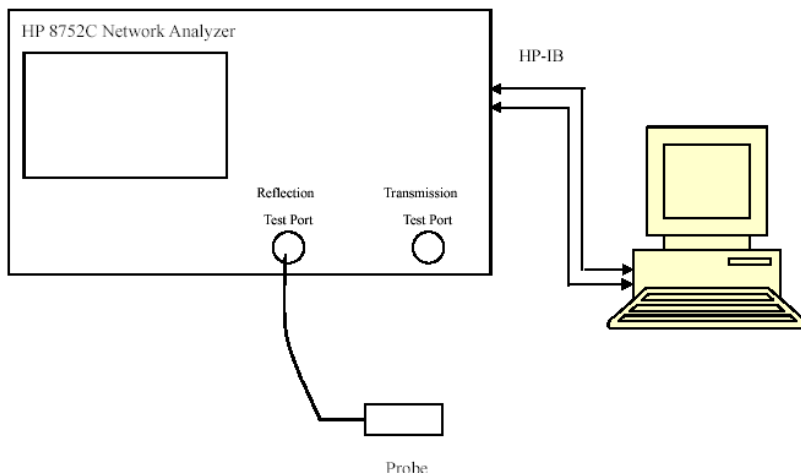 HP 8752C Network Analyzer
HP-IB
Reflection
Test Port
Transmission
Test Port
Probe